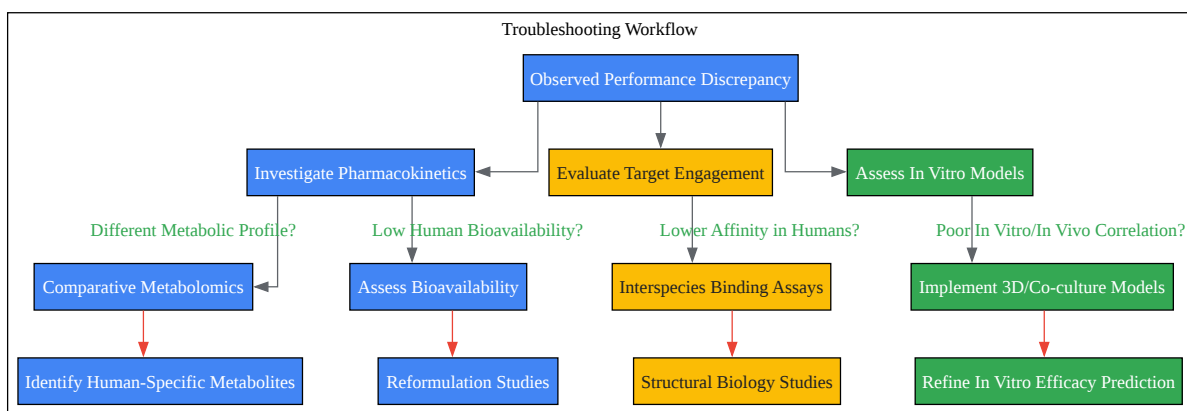 Troubleshooting Workflow
Observed Performance Discrepancy
Investigate Pharmacokinetics
Evaluate Target Engagement
Assess In Vitro Models
Different Metabolic Profile?
Low Human Bioavailability?
Lower Affinity in Humans?
Poor In Vitro/In Vivo Correlation?
Comparative Metabolomics
Assess Bioavailability
Interspecies Binding Assays
Implement 3D/Co-culture Models
Identify Human-Specific Metabolites
Reformulation Studies
Structural Biology Studies
Refine In Vitro Efficacy Prediction